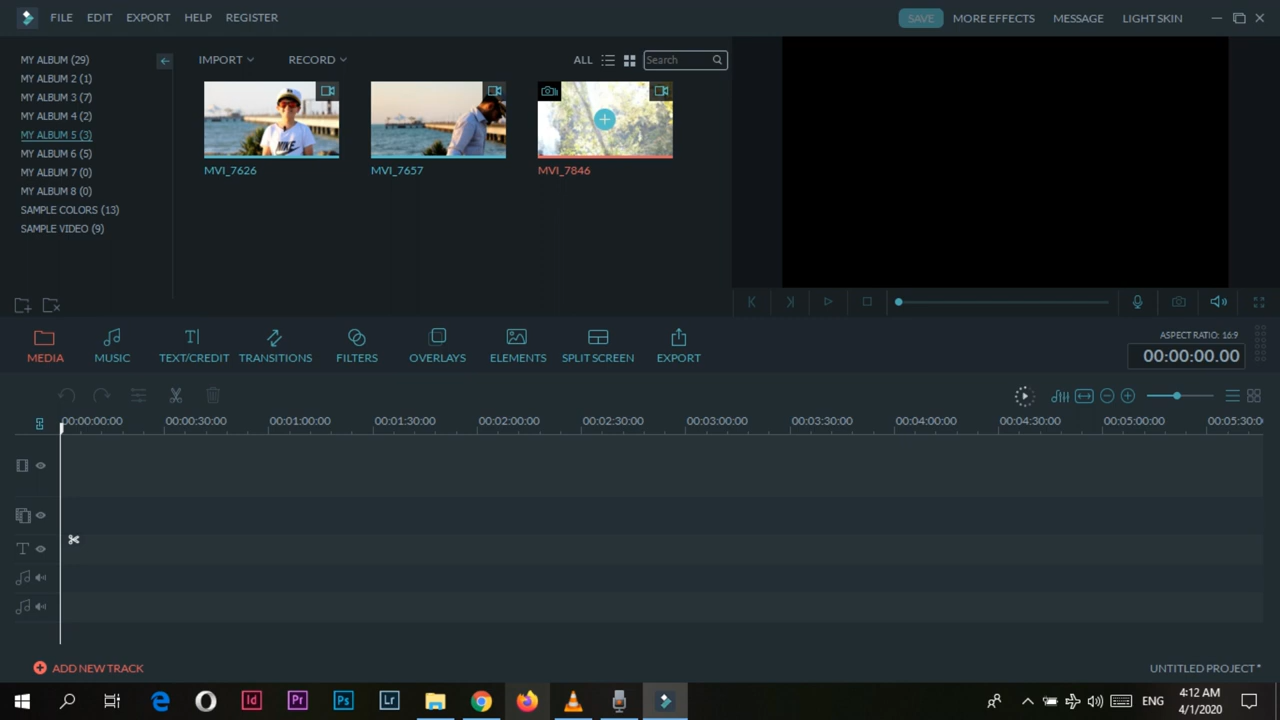 FILE EDIT EXPORT HELP REGISTER SAVE MORE EFFECTS MESSAGE LIGHT SKIN
MY ALBUM (29)
MY ALBUM 2 (1)
MY ALBUM 3 (7)
MY ALBUM 4 (2)
MY ALBUM 5 (3)
MY ALBUM 6 (5)
MY ALBUM 7 (0)
MY ALBUM 8 (0)
SAMPLE COLORS (13)
SAMPLE VIDEO (9)
IMPORT RECORD ALL Search
NIKE
MVI_7626 MVI_7657 MVI_7846
MEDIA MUSIC TEXT/CREDIT TRANSITIONS FILTERS OVERLAYS ELEMENTS SPLIT SCREEN EXPORT
ASPECT RATIO: 16:9
00:00:00.00
00:00:00:00 00:00:30:00 00:01:00:00 00:01:30:00 00:02:00:00 00:02:30:00 00:03:00:00 00:03:30:00 00:04:00:00 00:04:30:00 00:05:00:00 00:05:30:0
ADD NEW TRACK
UNTITLED PROJECT *
Id Pr Ps Lr
ENG
4:12 AM
4/1/2020